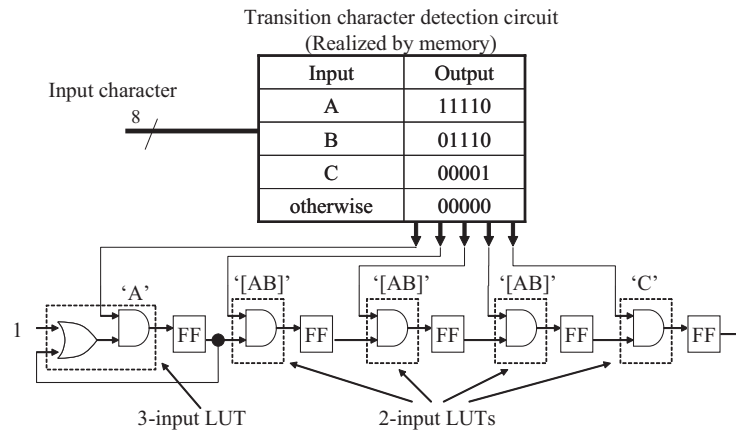 Transition character detection circuit
(Realized by memory)
Input character
8
Input Output
A 11110
B 01110
C 00001
otherwise 00000
‘A’ ‘[AB]’ ‘[AB]’ ‘[AB]’ ‘C’
1 FF FF FF FF FF
3-input LUT 2-input LUTs